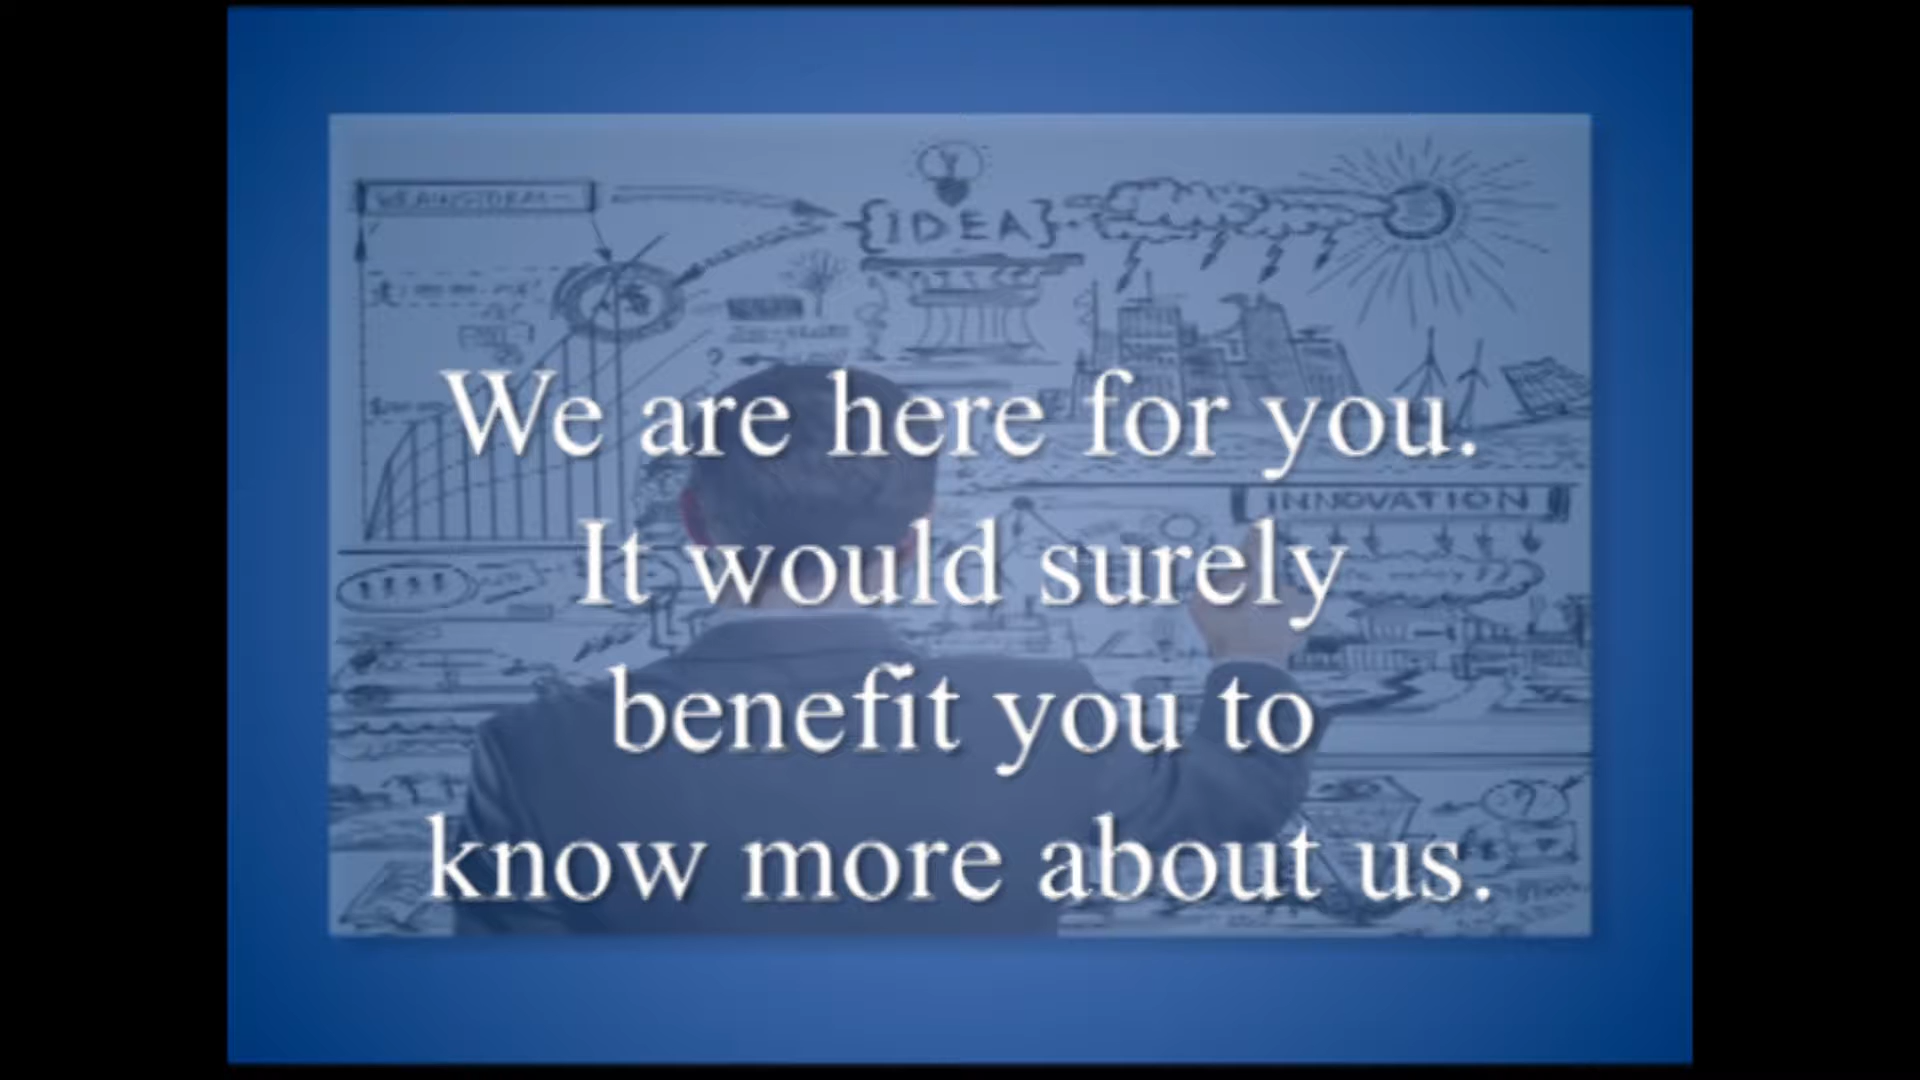 {IDEA}
We are here for you.
INNOVATION
It would surely
benefit you to
know more about us.